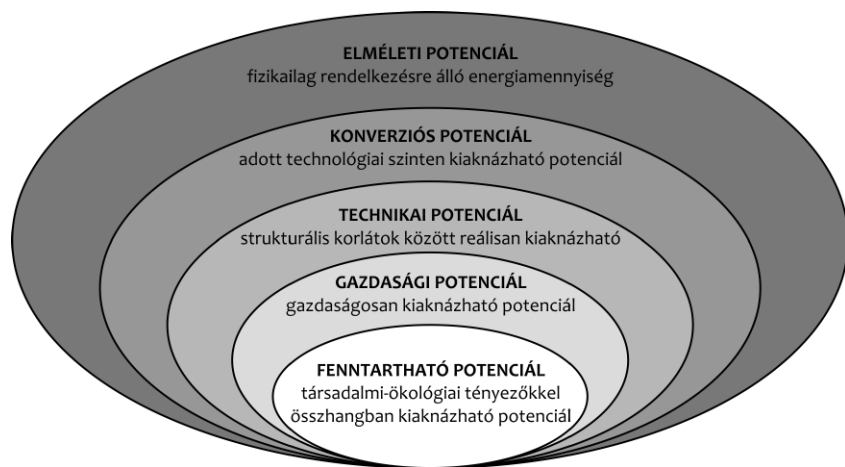 ELMÉLETI POTENCIÁL
fizikailag rendelkezésre álló energiamennyiség
KONVERZIÓS POTENCIÁL
adott technológiai szinten kiaknázható potenciál
TECHNIKAI POTENCIÁL
strukturális korlátok között reálisan kiaknázható
GAZDASÁGI POTENCIÁL
gazdaságosan kiaknázható potenciál
FENNTARTHATÓ POTENCIÁL
társadalmi-ökológiai tényezőkkel
összhangban kiaknázható potenciál